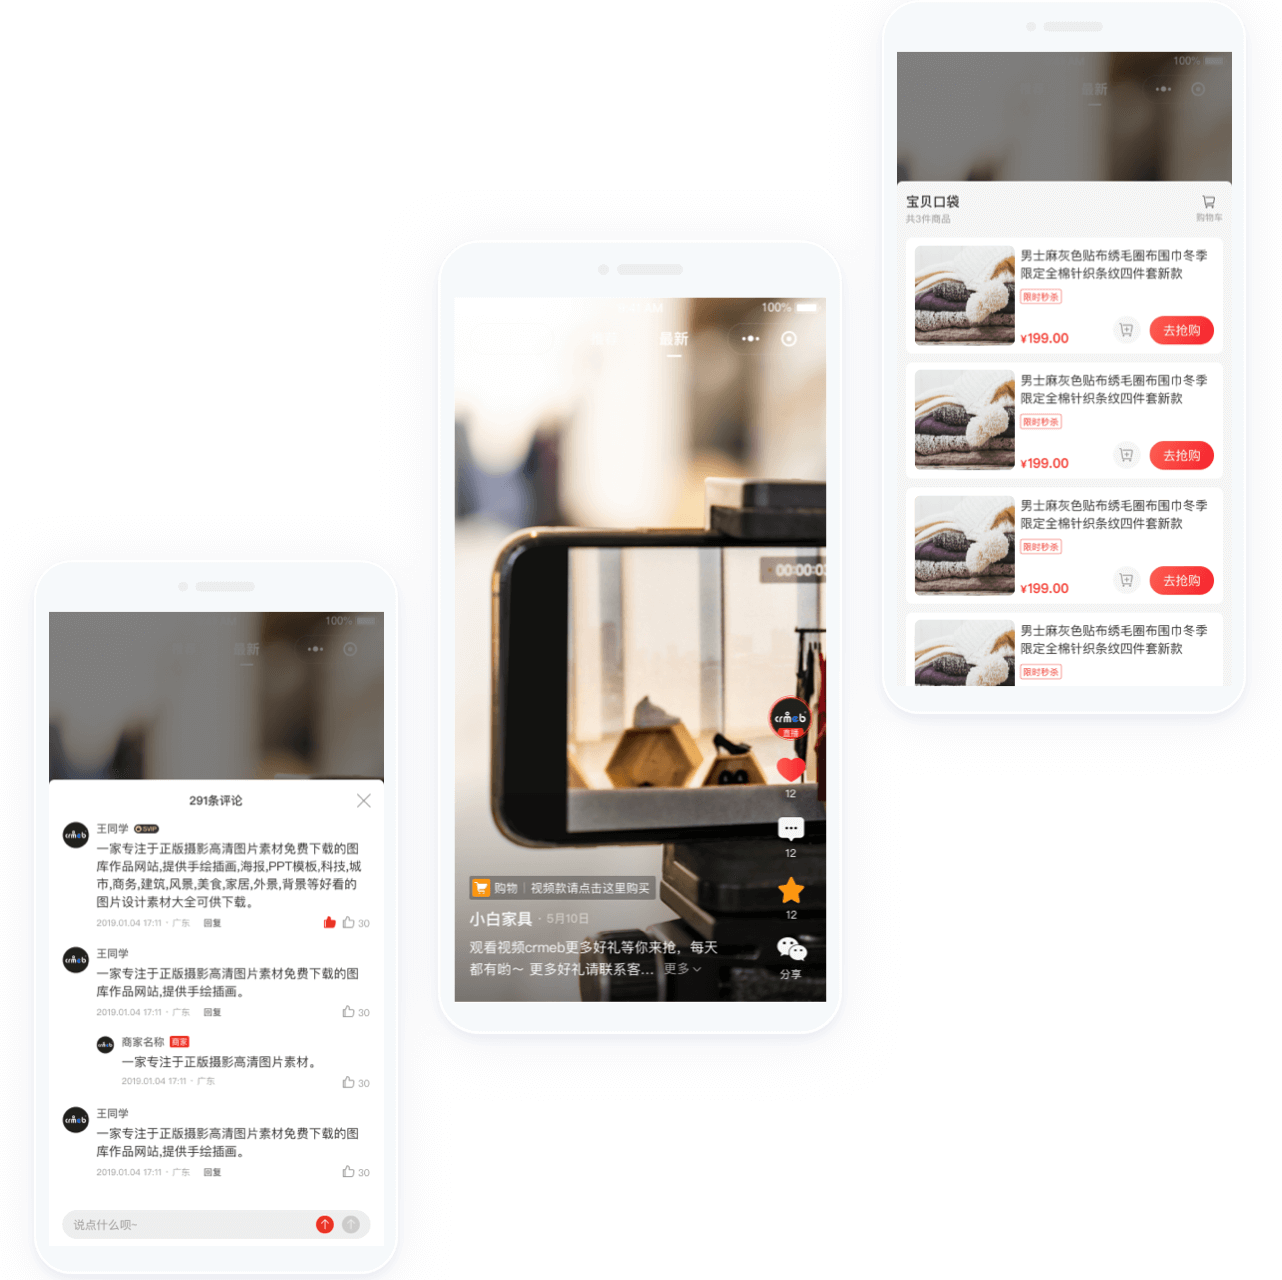 100%
最新
291条评论
王同学 SVIP
一家专注于正版摄影高清图片素材免费下载的图
库作品网站,提供手绘插画,海报,PPT模板,科技,城
市,商务,建筑,风景,美食,家居,外景,背景等好看的
图片设计素材大全可供下载。
2019.01.04 17:11 · 广东 回复 30
王同学
一家专注于正版摄影高清图片素材免费下载的图
库作品网站,提供手绘插画。
2019.01.04 17:11 · 广东 回复 30
商家名称 商家
一家专注于正版摄影高清图片素材。
2019.01.04 17:11 · 广东 30
王同学
一家专注于正版摄影高清图片素材免费下载的图
库作品网站,提供手绘插画。
2019.01.04 17:11 · 广东 回复 30
说点什么呗~
100%
最新
00:00:0
crmeb
直播
12
12
12
分享
购物 | 视频款请点击这里购买
小白家具 · 5月10日
观看视频crmeb更多好礼等你来抢，每天
都有哟～ 更多好礼请联系客... 更多
100%
最新
宝贝口袋
共3件商品
购物车
男士麻灰色贴布绣毛圈布围巾冬季
限定全棉针织条纹四件套新款
限时秒杀
¥199.00 去抢购
男士麻灰色贴布绣毛圈布围巾冬季
限定全棉针织条纹四件套新款
限时秒杀
¥199.00 去抢购
男士麻灰色贴布绣毛圈布围巾冬季
限定全棉针织条纹四件套新款
限时秒杀
¥199.00 去抢购
男士麻灰色贴布绣毛圈布围巾冬季
限定全棉针织条纹四件套新款
限时秒杀